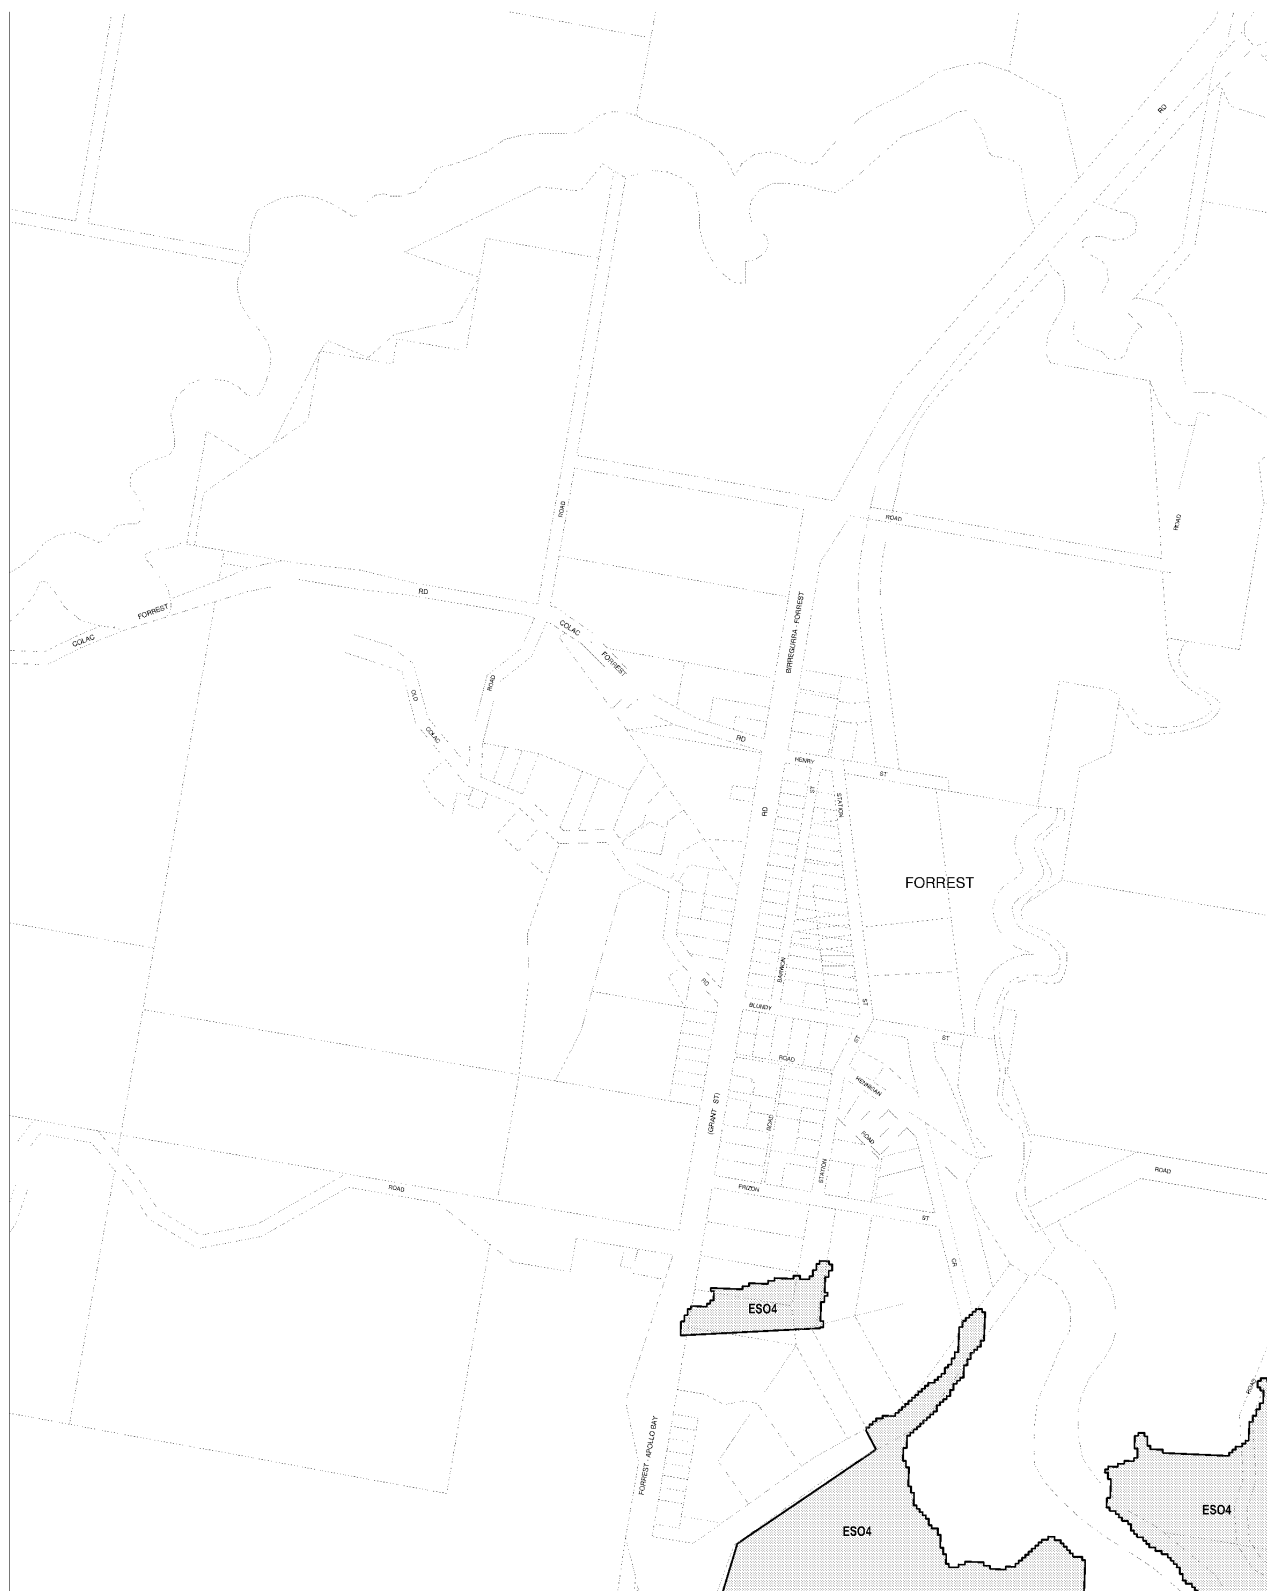 RD
ROAD
ROAD
ROAD
RD
FORREST
COLAC
COLAC
FORREST
BIRREGURRA - FORREST
ROAD
OLD
COLAC
RD
HENRY
ST
ST
STATION
RD
FORREST
BARWON
RD
BLUNDY
ST
ST
ST
ROAD
HENNIGAN
(GRANT ST)
ROAD
ROAD
STATION
ROAD
ROAD
FRIZON
ST
CR
ESO4
ROAD
FORREST - APOLLO BAY
ESO4
ESO4